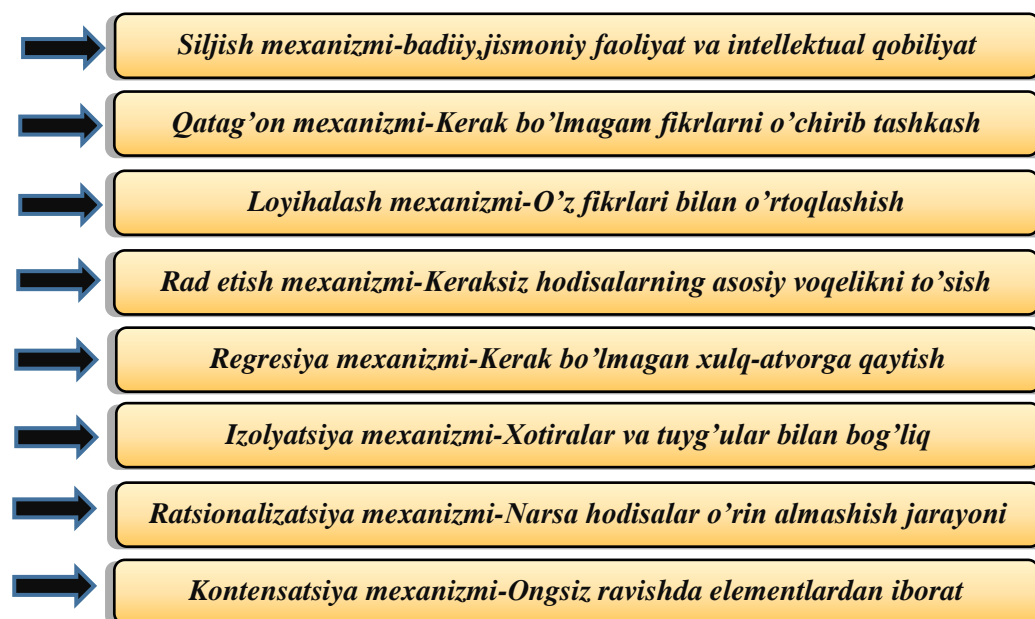 Siljish mexanizmi-badiiy,jismoniy faoliyat va intellektual qobiliyat
Qatag’on mexanizmi-Kerak bo’lmagam fikrlarni o’chirib tashkash
Loyihalash mexanizmi-O’z fikrlari bilan o’rtoqlashish
Rad etish mexanizmi-Keraksiz hodisalarning asosiy voqelikni to’sish
Regresiya mexanizmi-Kerak bo’lmagan xulq-atvorga qaytish
Izolyatsiya mexanizmi-Xotiralar va tuyg’ular bilan bog’liq
Ratsionalizatsiya mexanizmi-Narsa hodisalar o’rin almashish jarayoni
Kontensatsiya mexanizmi-Ongsiz ravishda elementlardan iborat